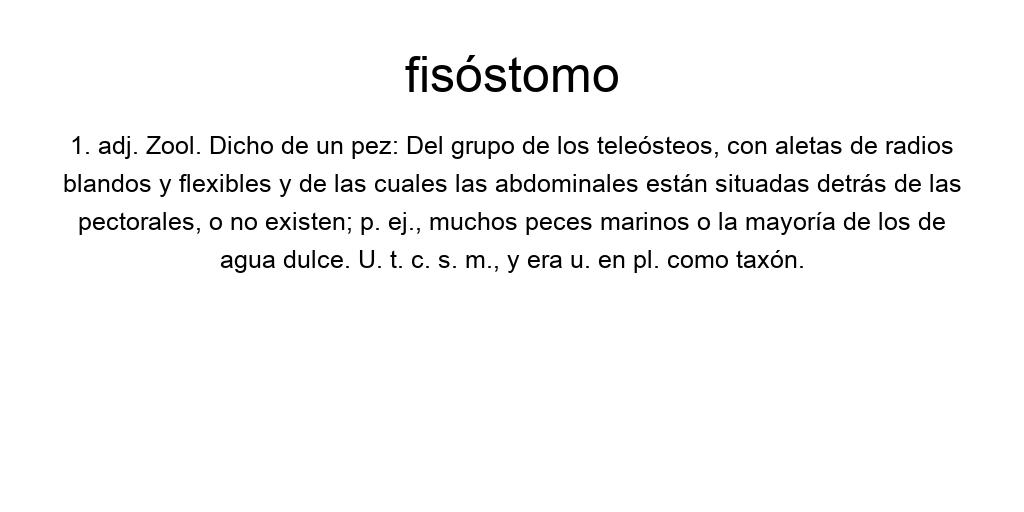 fisóstomo
1. adj. Zool. Dicho de un pez: Del grupo de los teleósteos, con aletas de radios
blandos y flexibles y de las cuales las abdominales están situadas detrás de las
pectorales, o no existen; p. ej., muchos peces marinos o la mayoría de los de
agua dulce. U. t. c. s. m., y era u. en pl. como taxón.